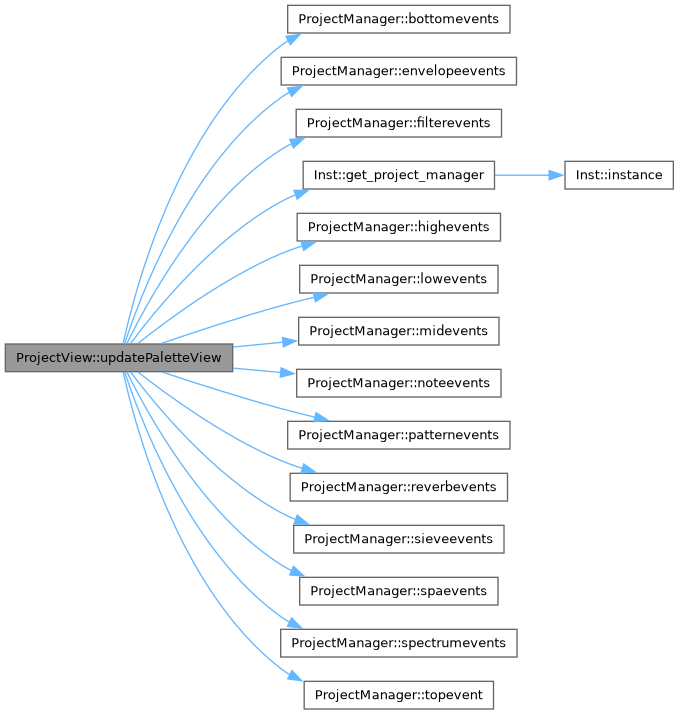 ProjectManager::bottomevents
ProjectManager::envelopeevents
ProjectManager::filterevents
Inst::get_project_manager
Inst::instance
ProjectManager::highevents
ProjectManager::lowevents
ProjectManager::midevents
ProjectView::updatePaletteView
ProjectManager::noteevents
ProjectManager::patternevents
ProjectManager::reverbevents
ProjectManager::sieveevents
ProjectManager::spaevents
ProjectManager::spectrumevents
ProjectManager::topevent